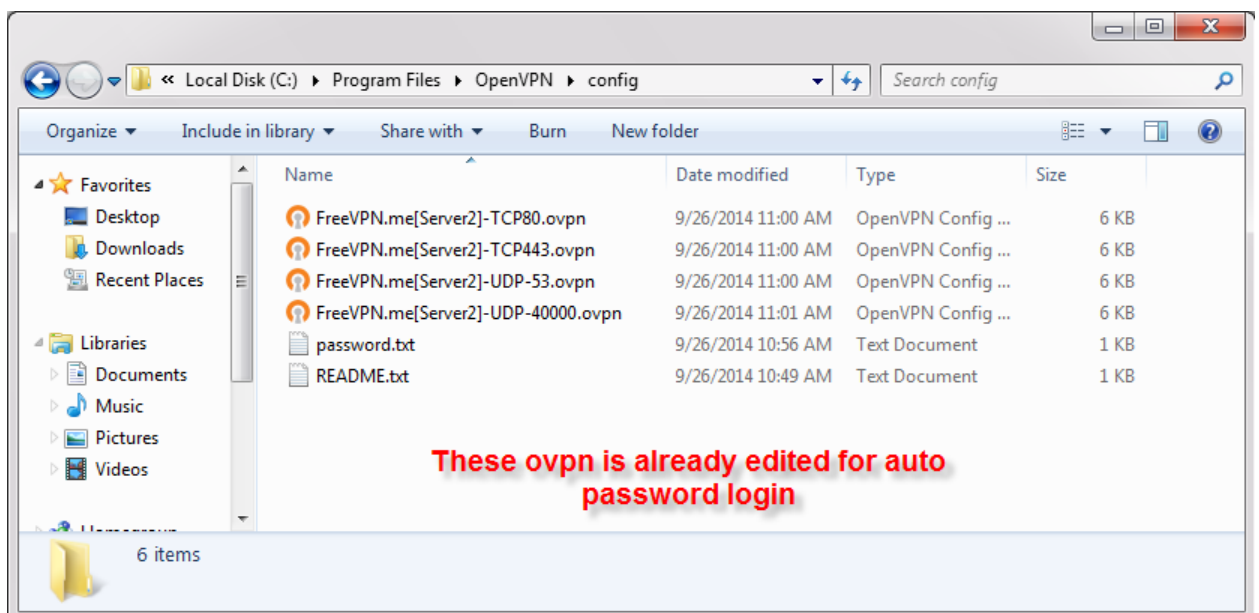 « Local Disk (C:) ▸ Program Files ▸ OpenVPN ▸ config
Search config
Organize Include in library Share with Burn New folder
Name Date modified Type Size
Favorites
Desktop
Downloads
Recent Places
Libraries
Documents
Music
Pictures
Videos
FreeVPN.me[Server2]-TCP80.ovpn 9/26/2014 11:00 AM OpenVPN Config ... 6 KB
FreeVPN.me[Server2]-TCP443.ovpn 9/26/2014 11:00 AM OpenVPN Config ... 6 KB
FreeVPN.me[Server2]-UDP-53.ovpn 9/26/2014 11:00 AM OpenVPN Config ... 6 KB
FreeVPN.me[Server2]-UDP-40000.ovpn 9/26/2014 11:01 AM OpenVPN Config ... 6 KB
password.txt 9/26/2014 10:56 AM Text Document 1 KB
README.txt 9/26/2014 10:49 AM Text Document 1 KB
These ovpn is already edited for auto
password login
6 items